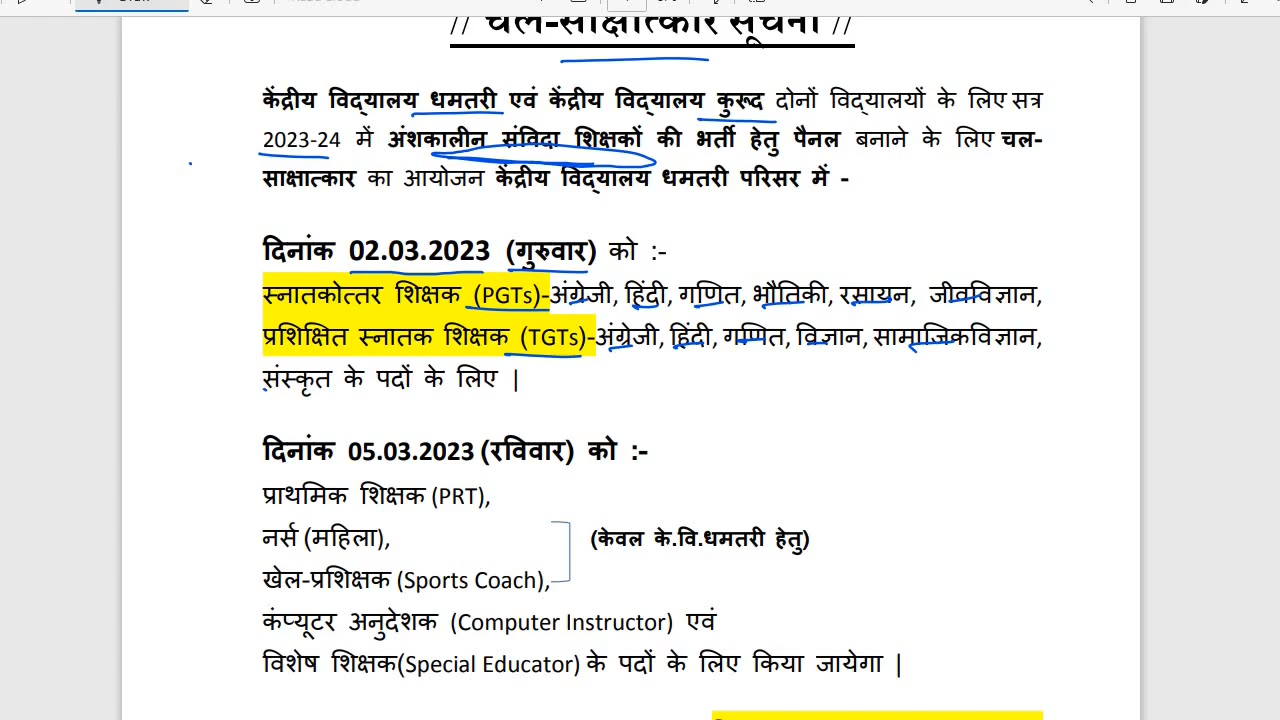 // चल-साक्षात्कार सूचना //
केंद्रीय विद्यालय धमतरी एवं केंद्रीय विद्यालय कुरूद दोनों विद्यालयों के लिए सत्र
2023-24 में अंशकालीन संविदा शिक्षकों की भर्ती हेतु पैनल बनाने के लिए चल-
साक्षात्कार का आयोजन केंद्रीय विद्यालय धमतरी परिसर में -
दिनांक 02.03.2023 (गुरुवार) को :-
स्नातकोत्तर शिक्षक (PGTs)-अंग्रेजी, हिंदी, गणित, भौतिकी, रसायन, जीवविज्ञान,
प्रशिक्षित स्नातक शिक्षक (TGTs)-अंग्रेजी, हिंदी, गणित, विज्ञान, सामाजिकविज्ञान,
संस्कृत के पदों के लिए |
दिनांक 05.03.2023 (रविवार) को :-
प्राथमिक शिक्षक (PRT),
नर्स (महिला), (केवल के.वि.धमतरी हेतु)
खेल-प्रशिक्षक (Sports Coach),
कंप्यूटर अनुदेशक (Computer Instructor) एवं
विशेष शिक्षक(Special Educator) के पदों के लिए किया जायेगा |